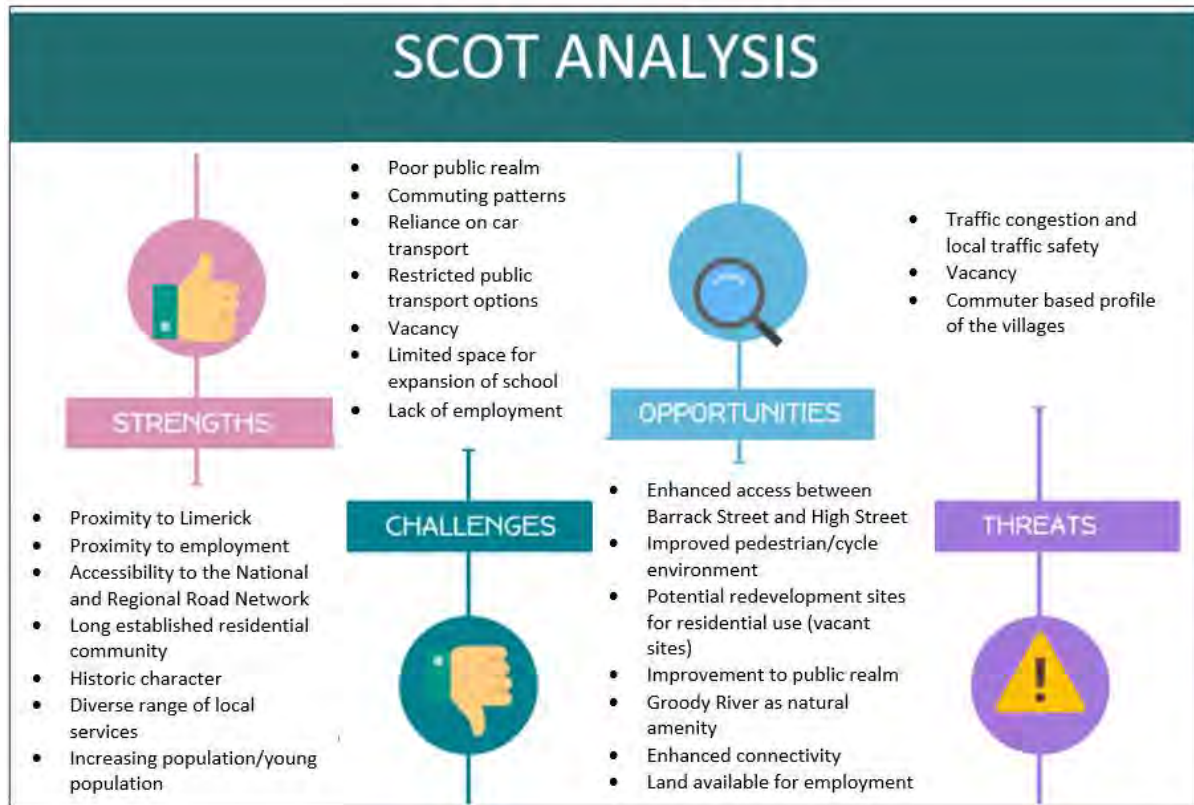 SCOT ANALYSIS
STRENGTHS
• Proximity to Limerick
• Proximity to employment
• Accessibility to the National
and Regional Road Network
• Long established residential
community
• Historic character
• Diverse range of local
services
• Increasing population/young
population
• Poor public realm
• Commuting patterns
• Reliance on car
transport
• Restricted public
transport options
• Vacancy
• Limited space for
expansion of school
• Lack of employment
CHALLENGES
OPPORTUNITIES
• Enhanced access between
Barrack Street and High Street
• Improved pedestrian/cycle
environment
• Potential redevelopment sites
for residential use (vacant
sites)
• Improvement to public realm
• Groody River as natural
amenity
• Enhanced connectivity
• Land available for employment
• Traffic congestion and
local traffic safety
• Vacancy
• Commuter based profile
of the villages
THREATS